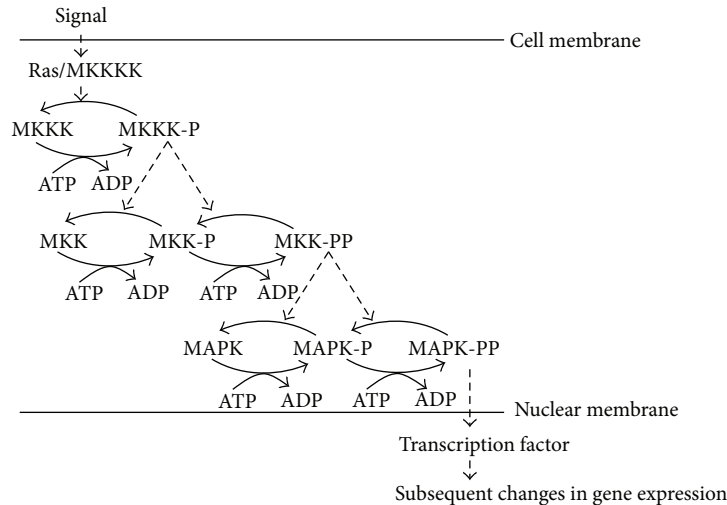 Signal
Cell membrane
Ras/MKKKK
MKKK MKKK-P
ATP ADP
MKK MKK-P MKK-PP
ATP ADP ATP ADP
MAPK MAPK-P MAPK-PP
ATP ADP ATP ADP
Nuclear membrane
Transcription factor
Subsequent changes in gene expression